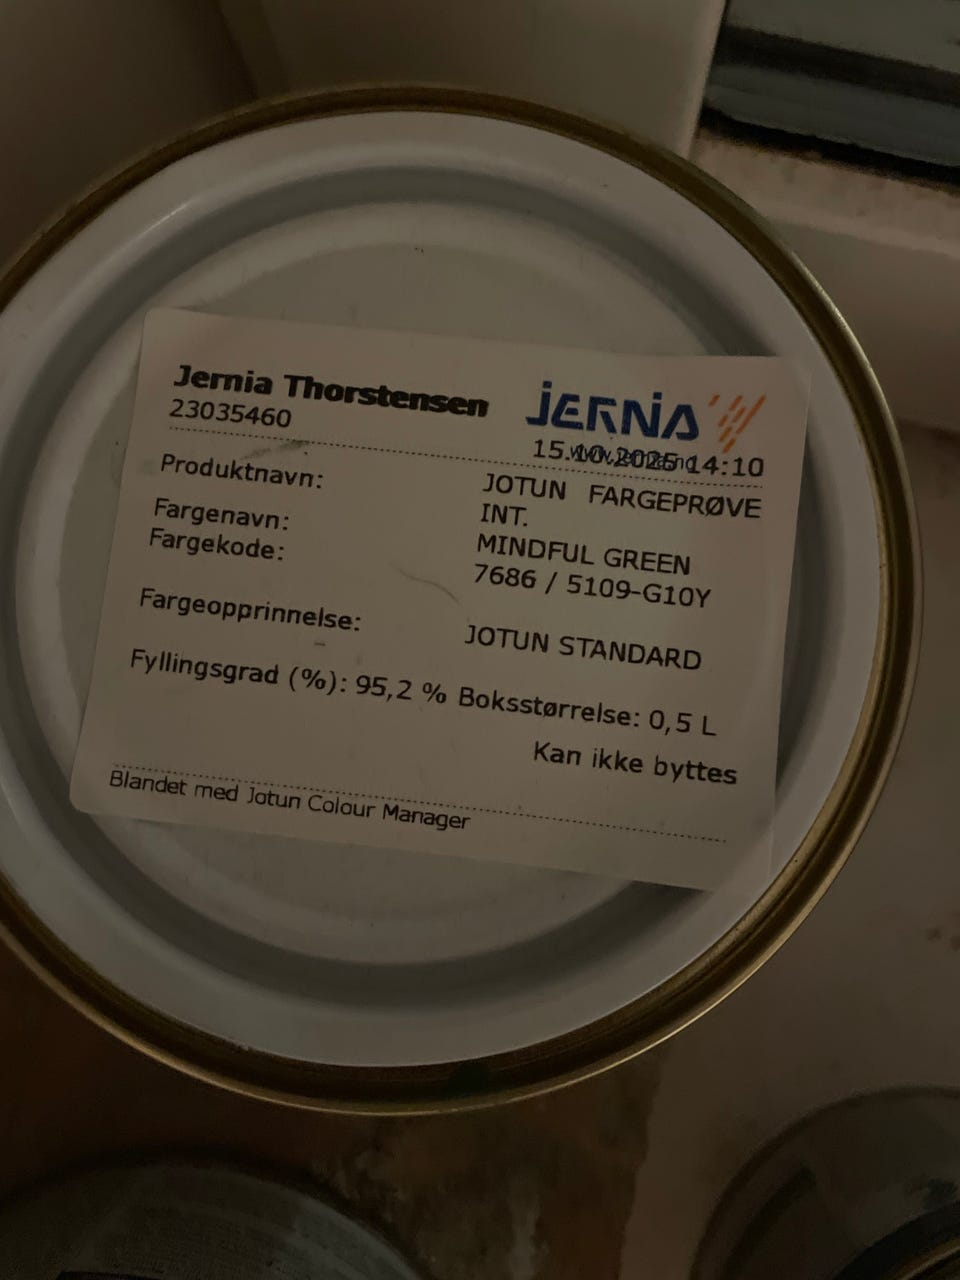 Jernia Thorstensen
JERNIA
23035460
15.10.2025 14:10
Produktnavn: JOTUN FARGEPRØVE
INT.
Fargenavn: MINDFUL GREEN
Fargekode: 7686 / 5109-G10Y
Fargeopprinnelse: JOTUN STANDARD
Fyllingsgrad (%): 95,2 % Boksstørrelse: 0,5 L
Kan ikke byttes
Blandet med Jotun Colour Manager